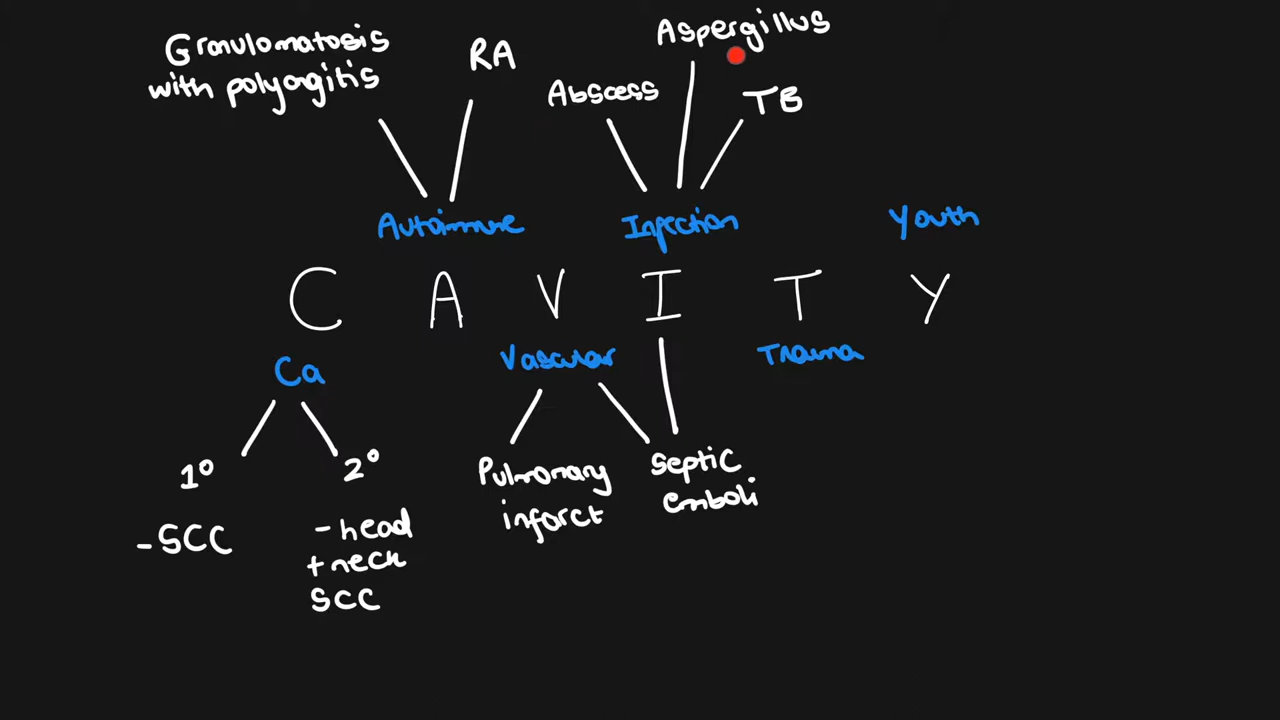 Granulomatosis
with polyangitis
RA
Abscess
Aspergillus
TB
Autoimmune
Infection
Youth
C A V I T Y
Ca
Vascular
Trauma
1°
-SCC
2°
-head
+neck
SCC
Pulmonary
infarct
Septic
emboli